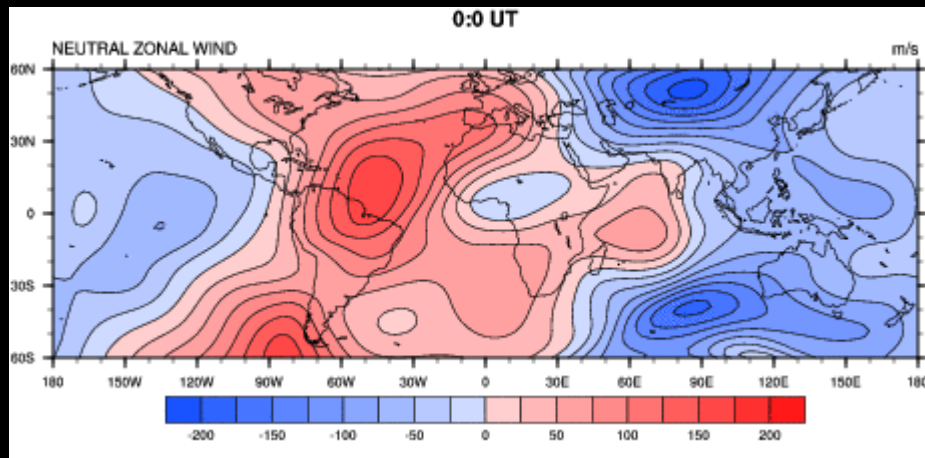 0:0 UT
NEUTRAL ZONAL WIND m/s
60N
30N
0
30S
60S
180 150W 120W 90W 60W 30W 0 30E 60E 90E 120E 150E 180
-200 -150 -100 -50 0 50 100 150 200